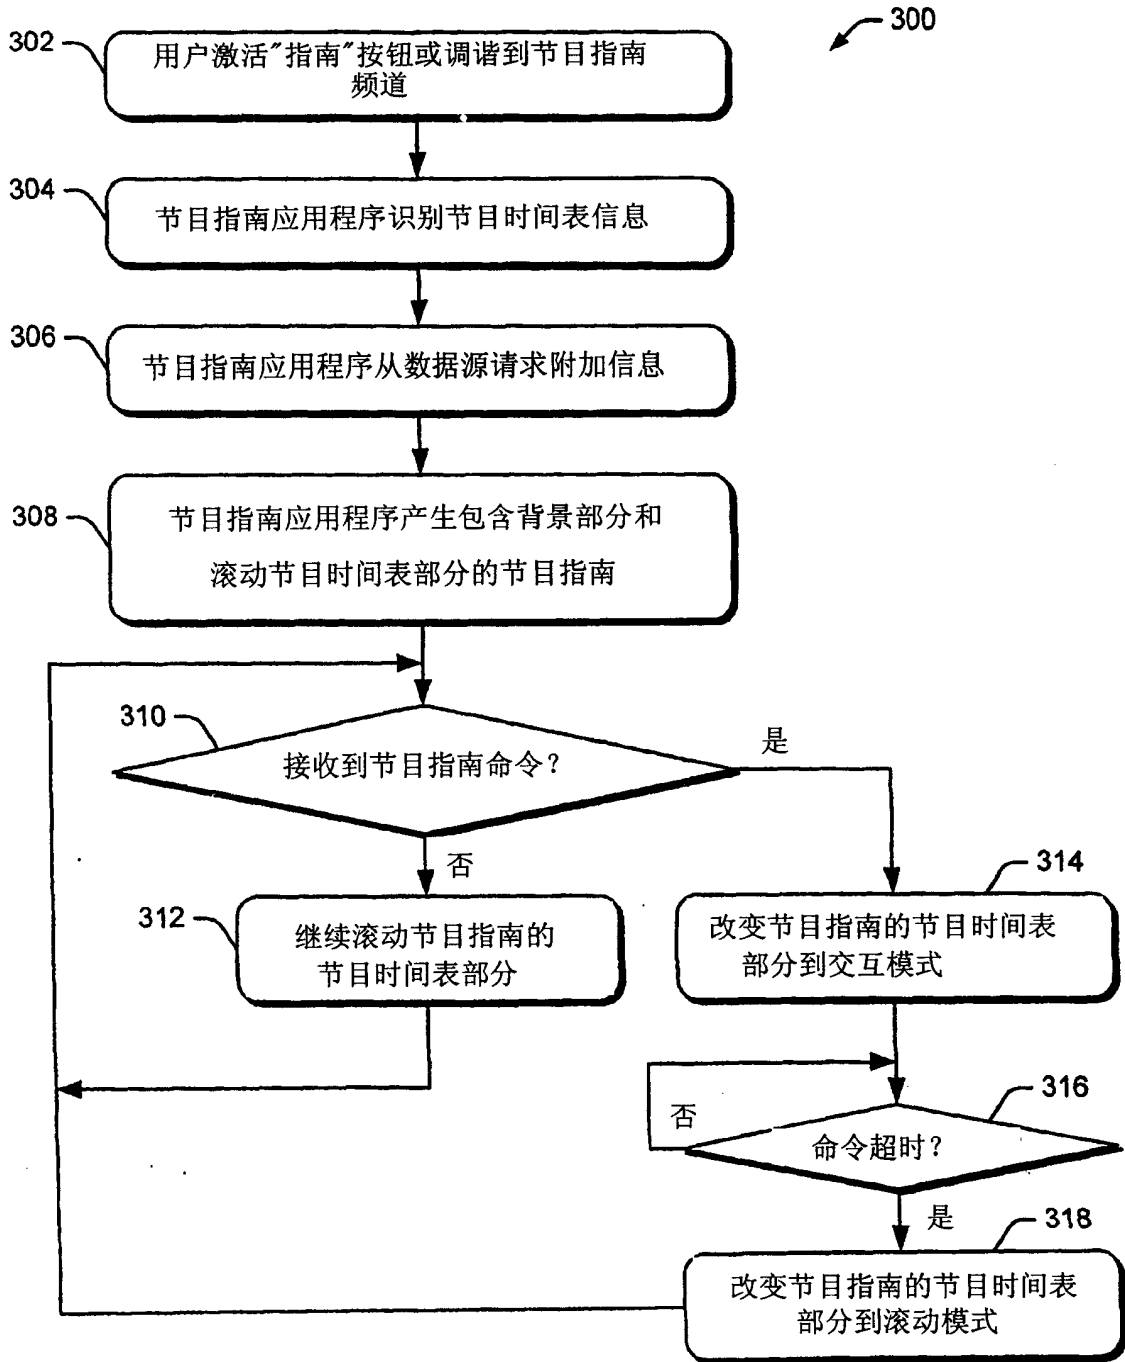 300
302
用户激活"指南"按钮或调谐到节目指南
频道
304
节目指南应用程序识别节目时间表信息
306
节目指南应用程序从数据源请求附加信息
308
节目指南应用程序产生包含背景部分和
滚动节目时间表部分的节目指南
310
接收到节目指南命令?
是
否
312
继续滚动节目指南的
节目时间表部分
314
改变节目指南的节目时间表
部分到交互模式
316
命令超时?
否
是
318
改变节目指南的节目时间表
部分到滚动模式